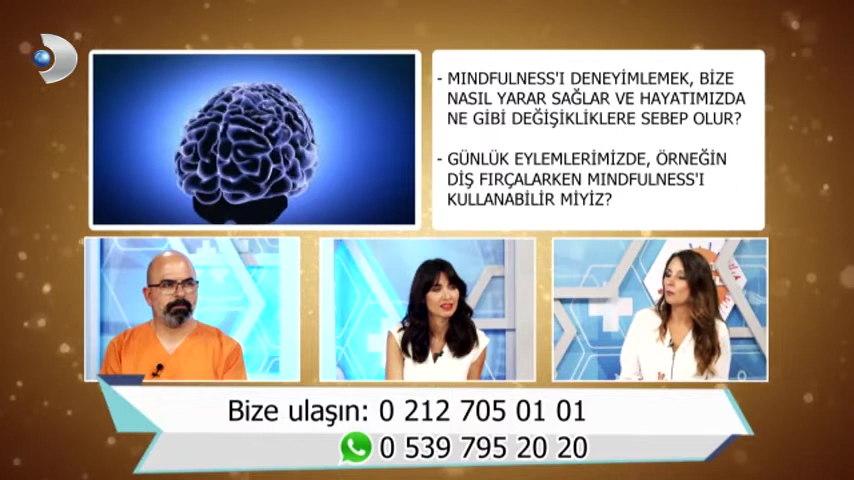 - MINDFULNESS'I DENEYİMLEMEK, BİZE
NASIL YARAR SAĞLAR VE HAYATIMIZDA
NE GİBİ DEĞİŞİKLİKLERE SEBEP OLUR?
- GÜNLÜK EYLEMLERİMİZDE, ÖRNEĞİN
DİŞ FIRÇALARKEN MINDFULNESS'I
KULLANABİLİR MİYİZ?
Bize ulaşın: 0 212 705 01 01
0 539 795 20 20